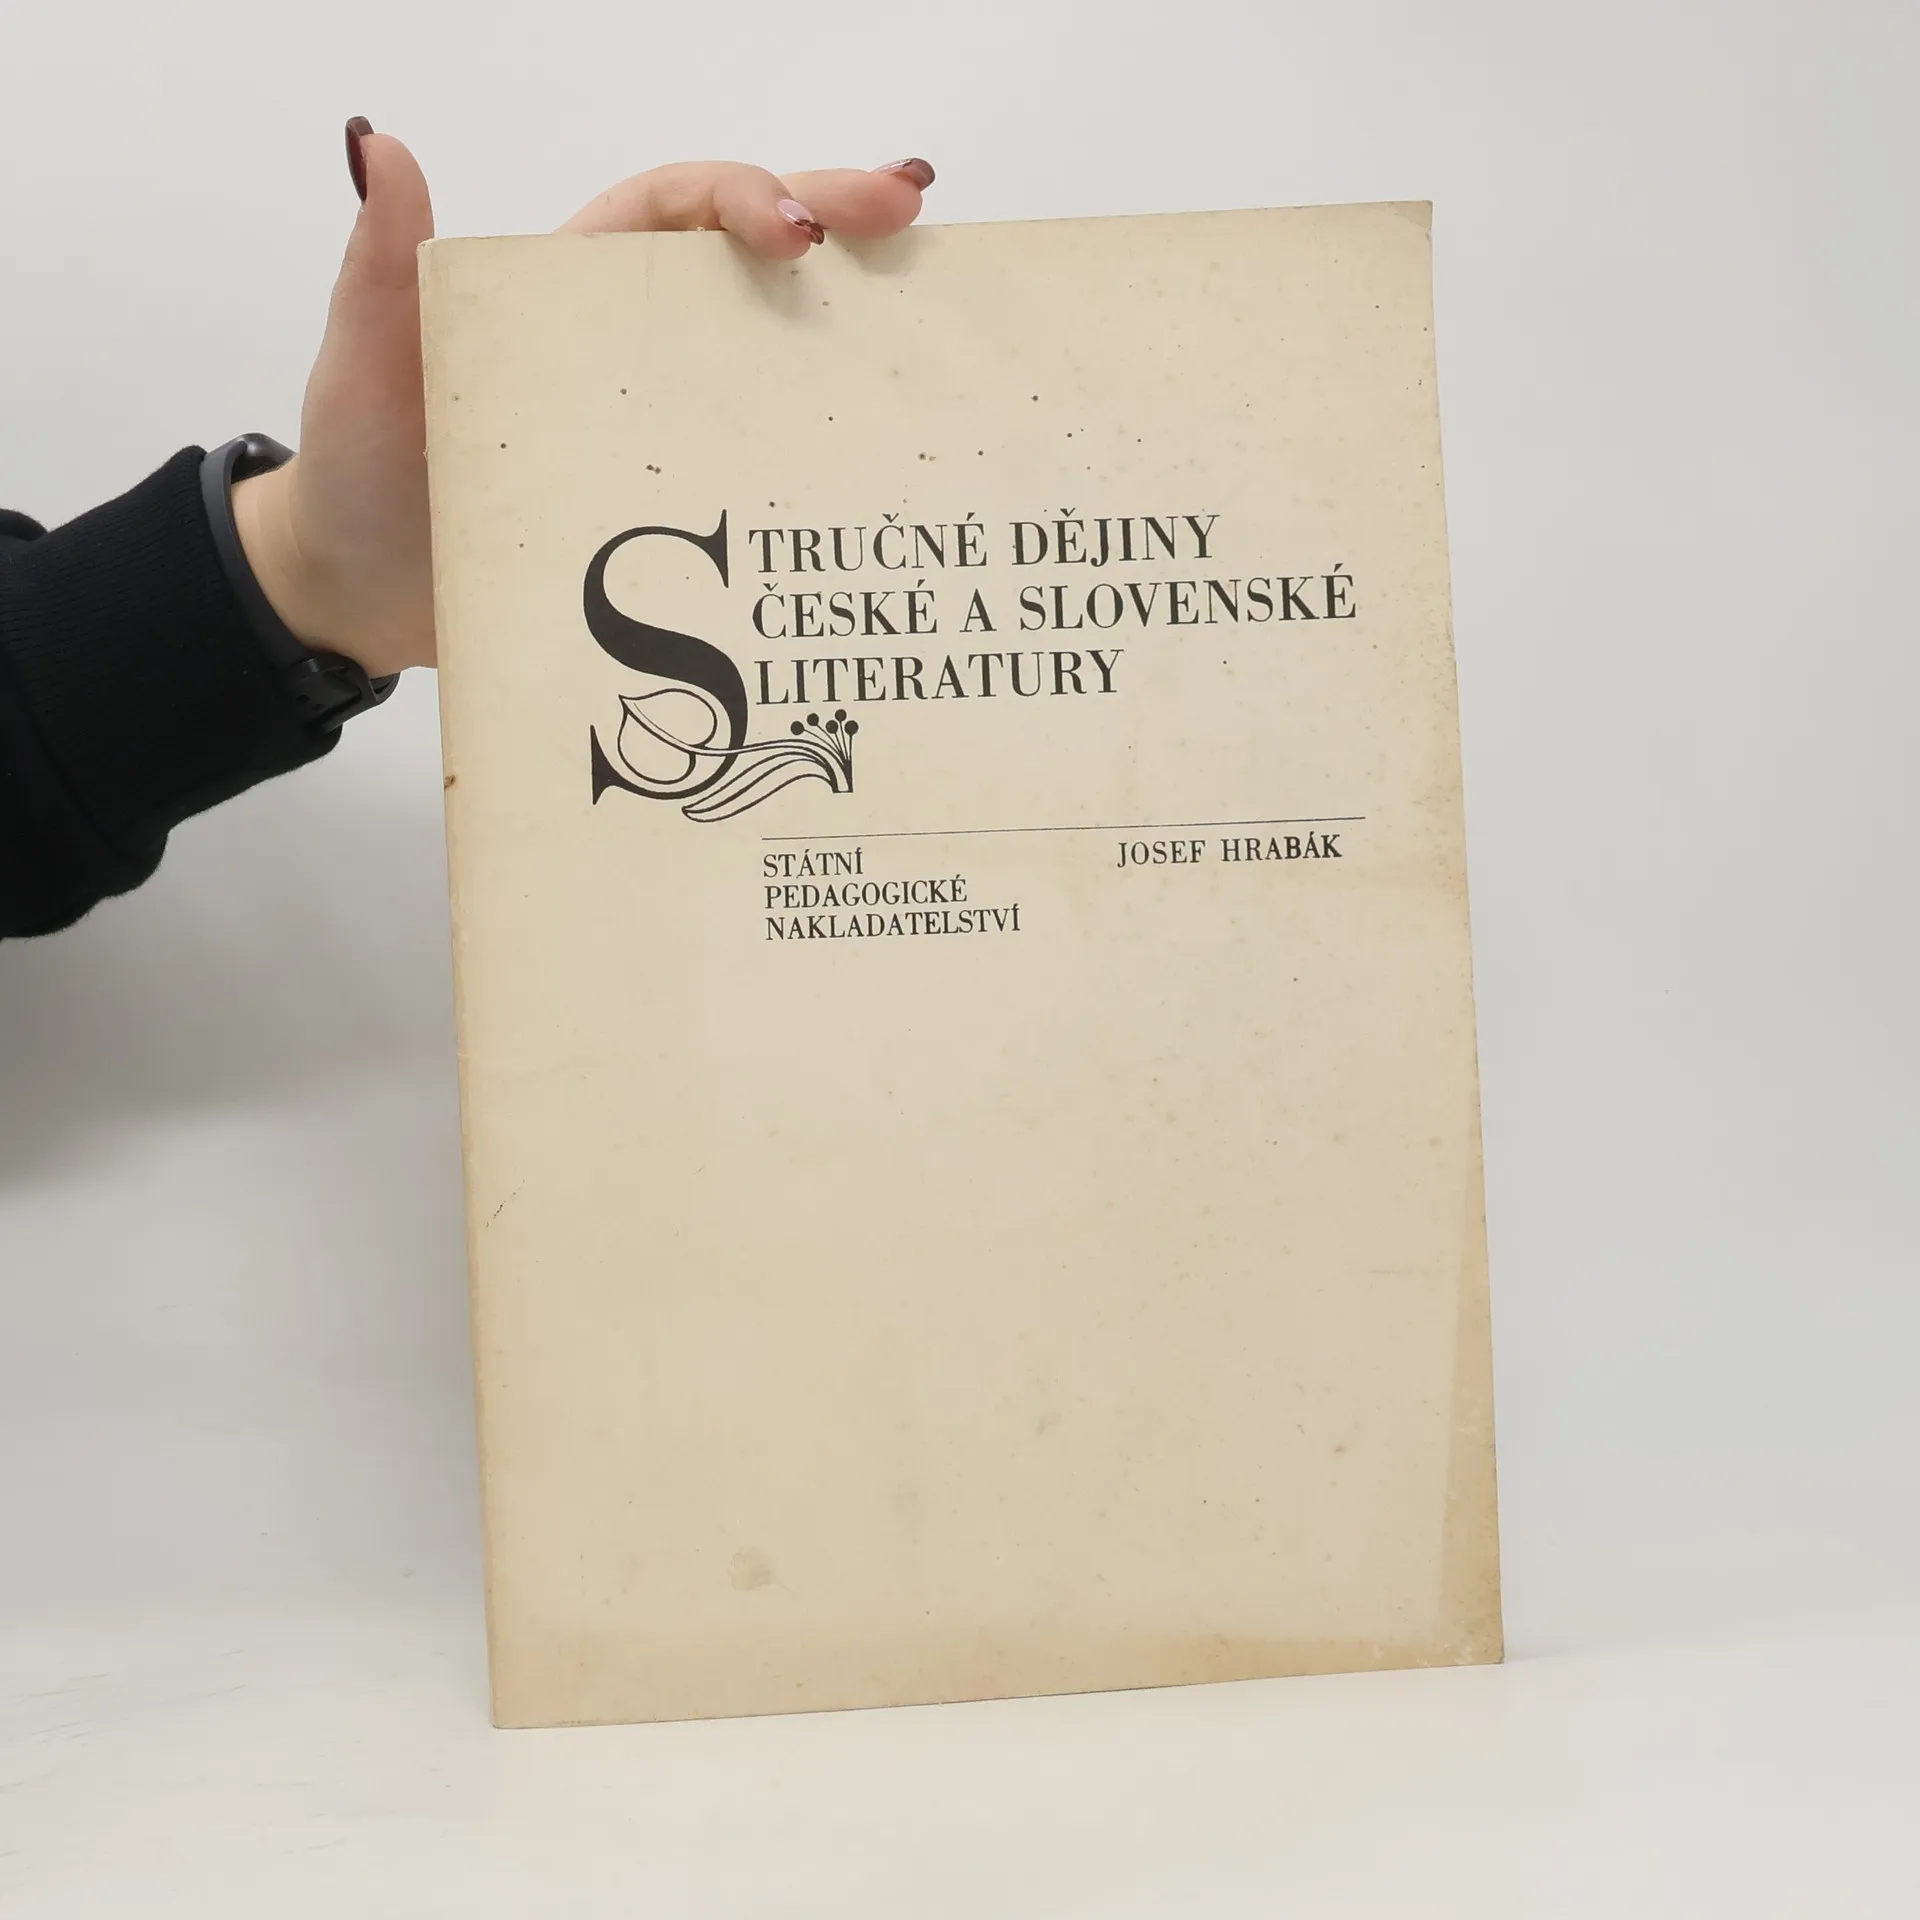 STRUČNÉ DĚJINY
ČESKÉ A SLOVENSKÉ
LITERATURY
STÁTNÍ
PEDAGOGICKÉ
NAKLADATELSTVÍ
JOSEF HRABÁK